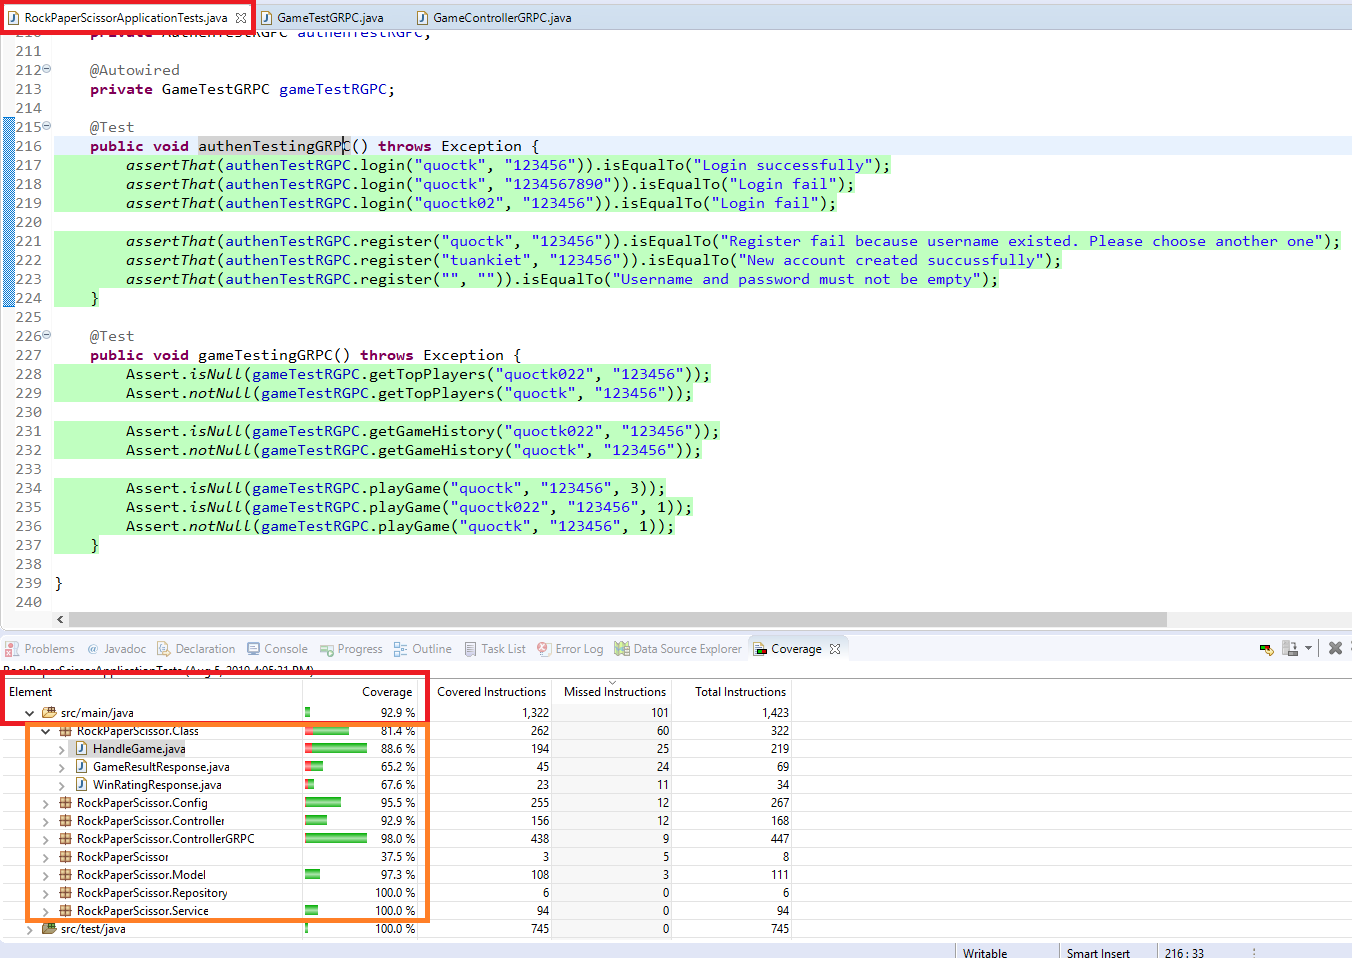 RockPaperScissorApplicationTests.java GameTestGRPC.java GameControllerGRPC.java
210 private AuthenTestRGPC authenTestRGPC;
211
212 @Autowired
213 private GameTestGRPC gameTestRGPC;
214
215 @Test
216 public void authenTestingGRPC() throws Exception {
217 assertThat(authenTestRGPC.login("quoctk", "123456")).isEqualTo("Login successfully");
218 assertThat(authenTestRGPC.login("quoctk", "1234567890")).isEqualTo("Login fail");
219 assertThat(authenTestRGPC.login("quoctk02", "123456")).isEqualTo("Login fail");
220
221 assertThat(authenTestRGPC.register("quoctk", "123456")).isEqualTo("Register fail because username existed. Please choose another one");
222 assertThat(authenTestRGPC.register("tuankiet", "123456")).isEqualTo("New account created succussfully");
223 assertThat(authenTestRGPC.register("", "")).isEqualTo("Username and password must not be empty");
224 }
225
226 @Test
227 public void gameTestingGRPC() throws Exception {
228 Assert.isNull(gameTestRGPC.getTopPlayers("quoctk022", "123456"));
229 Assert.notNull(gameTestRGPC.getTopPlayers("quoctk", "123456"));
230
231 Assert.isNull(gameTestRGPC.getGameHistory("quoctk022", "123456"));
232 Assert.notNull(gameTestRGPC.getGameHistory("quoctk", "123456"));
233
234 Assert.isNull(gameTestRGPC.playGame("quoctk", "123456", 3));
235 Assert.isNull(gameTestRGPC.playGame("quoctk022", "123456", 1));
236 Assert.notNull(gameTestRGPC.playGame("quoctk", "123456", 1));
237 }
238
239 }
240
Problems @ Javadoc Declaration Console Progress Outline Task List Error Log Data Source Explorer Coverage
RockPaperScissorApplicationTests (Aug 5, 2019 4:05:31 PM)
Element Coverage Covered Instructions Missed Instructions Total Instructions
src/main/java 92.9 % 1,322 101 1,423
RockPaperScissor.Class 81.4 % 262 60 322
HandleGame.java 88.6 % 194 25 219
GameResultResponse.java 65.2 % 45 24 69
WinRatingResponse.java 67.6 % 23 11 34
RockPaperScissor.Config 95.5 % 255 12 267
RockPaperScissor.Controller 92.9 % 156 12 168
RockPaperScissor.ControllerGRPC 98.0 % 438 9 447
RockPaperScissor 37.5 % 3 5 8
RockPaperScissor.Model 97.3 % 108 3 111
RockPaperScissor.Repository 100.0 % 6 0 6
RockPaperScissor.Service 100.0 % 94 0 94
src/test/java 100.0 % 745 0 745
Writable Smart Insert 216 : 33